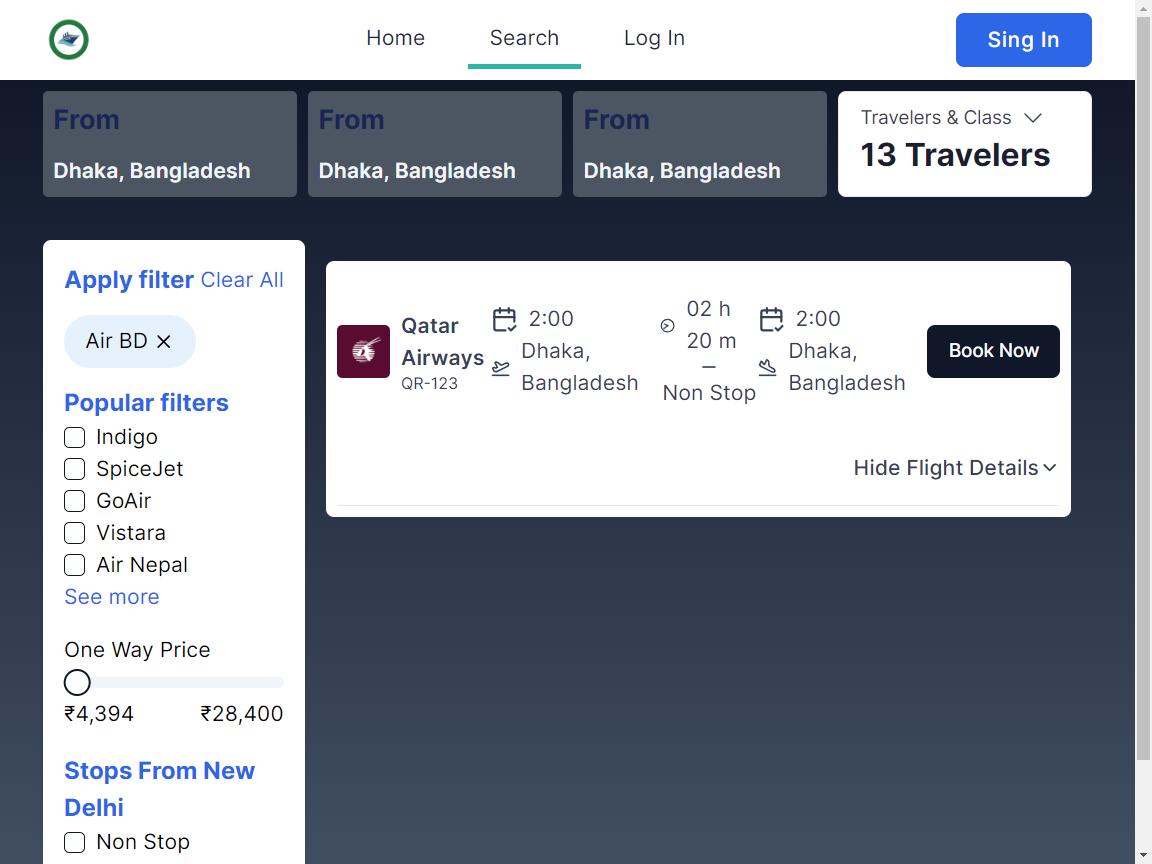 Home
Search
Log In
Sing In
From
Dhaka, Bangladesh
From
Dhaka, Bangladesh
From
Dhaka, Bangladesh
Travelers & Class
13 Travelers
Apply filter
Clear All
Air BD
Popular filters
Indigo
SpiceJet
GoAir
Vistara
Air Nepal
See more
One Way Price
₹4,394
₹28,400
Stops From New
Delhi
Non Stop
Qatar
Airways
QR-123
2:00
Dhaka,
Bangladesh
02 h
20 m
–
Non Stop
2:00
Dhaka,
Bangladesh
Book Now
Hide Flight Details